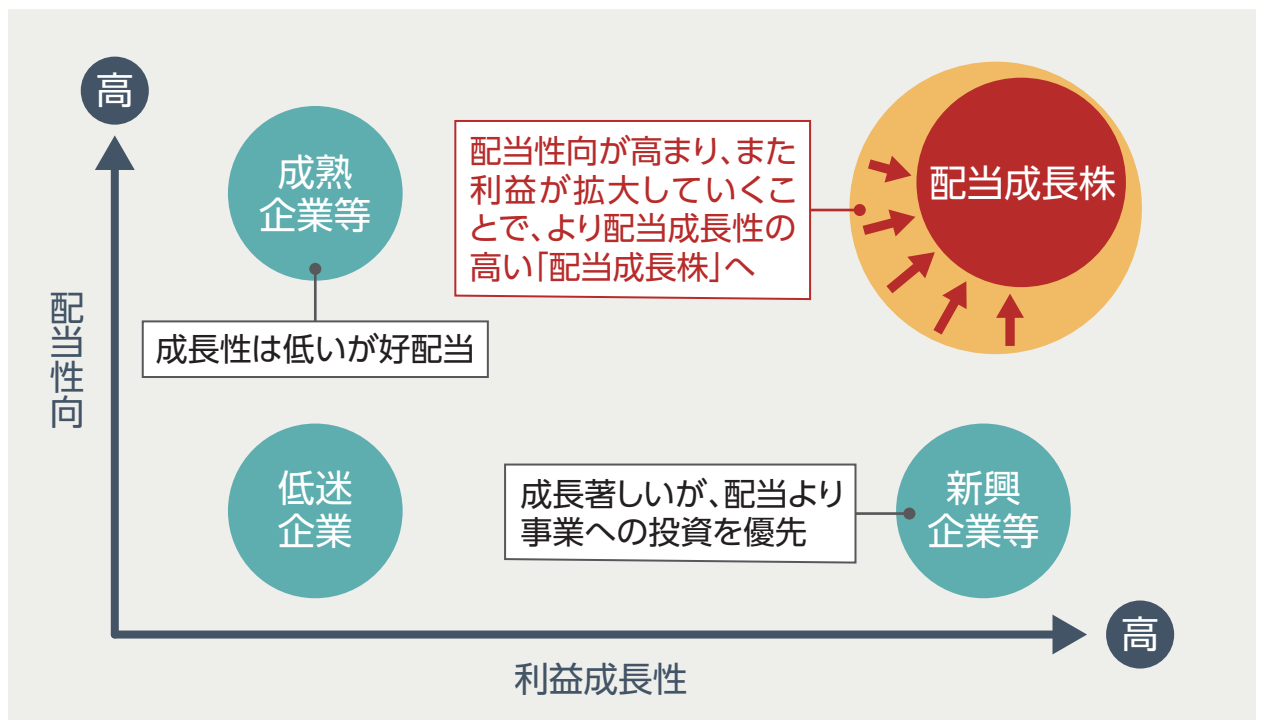 高
成熟
企業等
配当性向が高まり、また
利益が拡大していくこ
とで、より配当成長性の
高い「配当成長株」へ
配当成長株
成長性は低いが好配当
配当性向
低迷
企業
成長著しいが、配当より
事業への投資を優先
新興
企業等
高
利益成長性